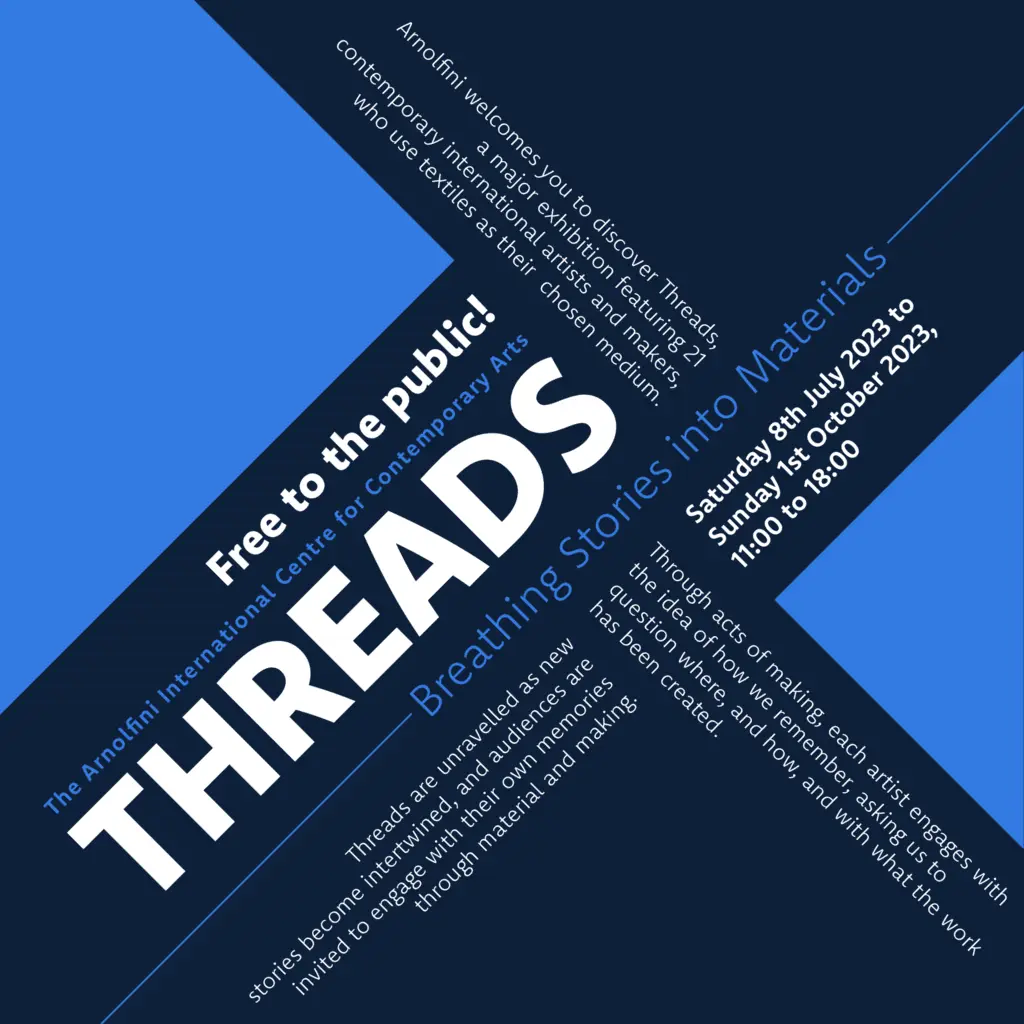 Arnolfini welcomes you to discover Threads,
a major exhibition featuring 21
contemporary international artists and makers,
who use textiles as their chosen medium.
Free to the public!
The Arnolfini International Centre for Contemporary Arts
THREADS
Breathing Stories into Materials
Saturday 8th July 2023 to
Sunday 1st October 2023,
11:00 to 18:00
Through acts of making, each artist engages with
the idea of how we remember, asking us to
question where, and how, and with what the work
has been created.
Threads are unravelled as new
stories become intertwined, and audiences are
invited to engage with their own memories
through material and making